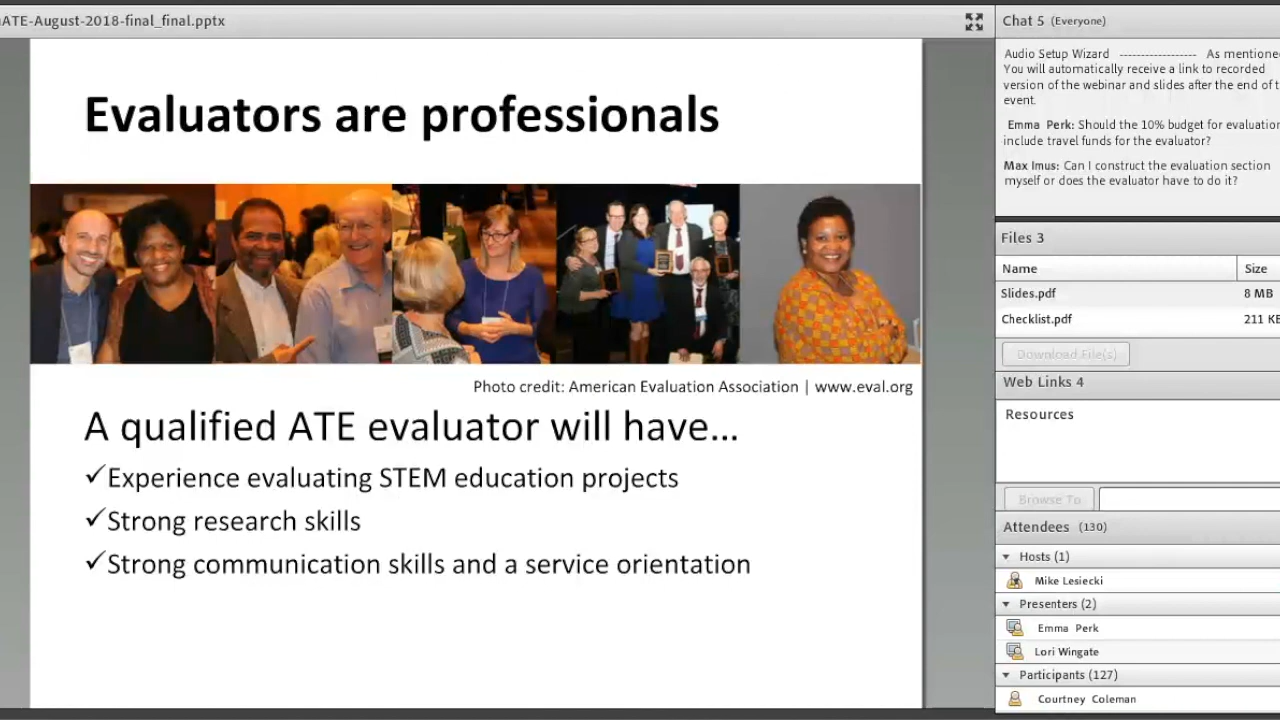 ATE-August-2018-final_final.pptx
Evaluators are professionals
Photo credit: American Evaluation Association | www.eval.org
A qualified ATE evaluator will have...
✓Experience evaluating STEM education projects
✓Strong research skills
✓Strong communication skills and a service orientation
Chat 5 (Everyone)
Audio Setup Wizard ------------------ As mentione
You will automatically receive a link to recorded
version of the webinar and slides after the end of t
event.
Emma Perk: Should the 10% budget for evaluation
include travel funds for the evaluator?
Max Imus: Can I construct the evaluation section
myself or does the evaluator have to do it?
Files 3
Name Size
Slides.pdf 8 MB
Checklist.pdf 211 KB
Download File(s)
Web Links 4
Resources
Browse To
Attendees (130)
Hosts (1)
Mike Lesiecki
Presenters (2)
Emma Perk
Lori Wingate
Participants (127)
Courtney Coleman